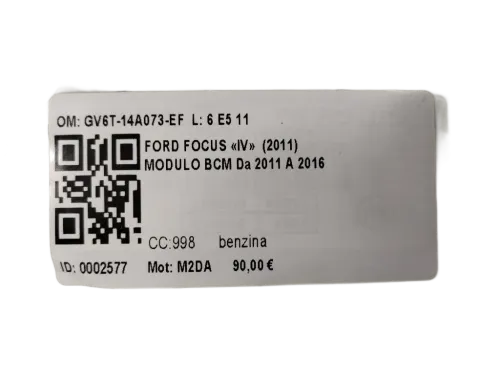 OM: GV6T-14A073-EF L: 6 E5 11
FORD FOCUS «IV» (2011)
MODULO BCM Da 2011 A 2016
CC:998 benzina
ID: 0002577 Mot: M2DA 90,00 €